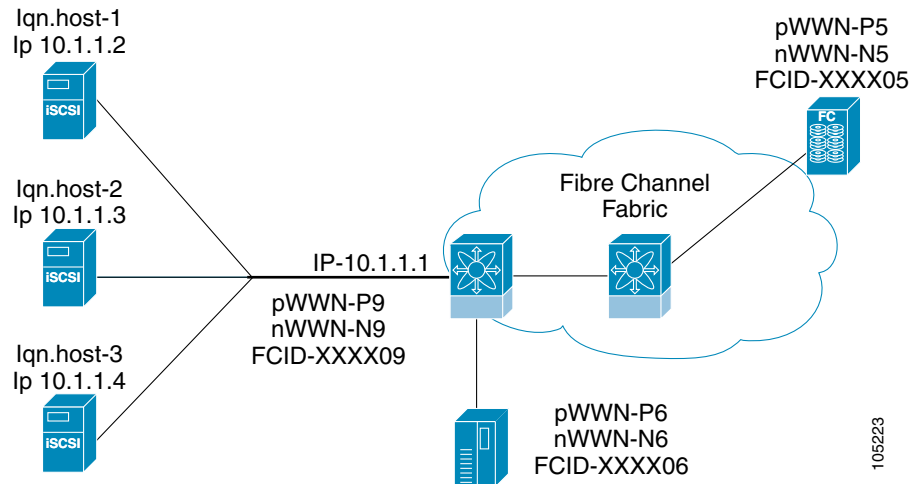 Iqn.host-1
Ip 10.1.1.2
iSCSI
Iqn.host-2
Ip 10.1.1.3
iSCSI
Iqn.host-3
Ip 10.1.1.4
iSCSI
IP-10.1.1.1
pWWN-P9
nWWN-N9
FCID-XXXX09
Fibre Channel
Fabric
pWWN-P5
nWWN-N5
FCID-XXXX05
FC
pWWN-P6
nWWN-N6
FCID-XXXX06
105223